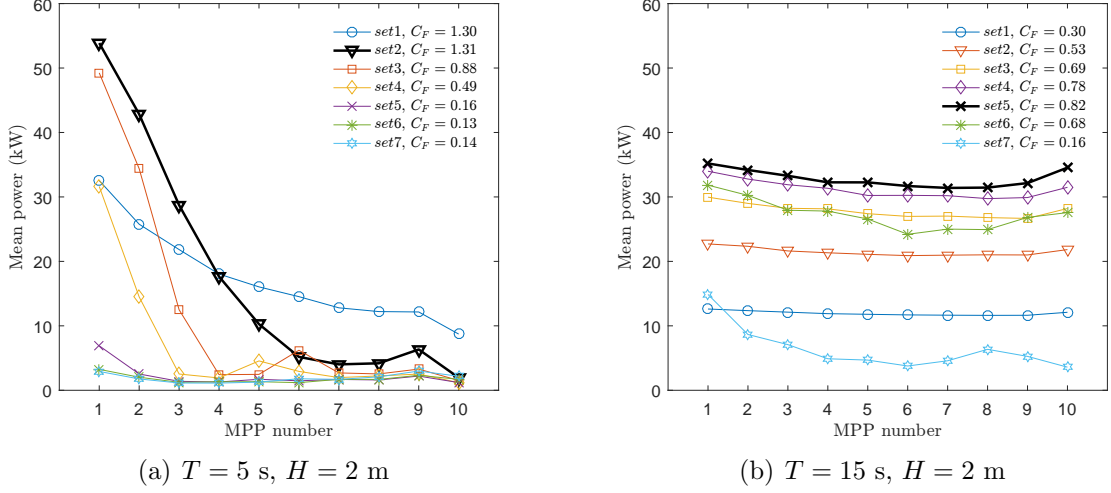 60
50
40
30
20
10
0
Mean power (kW)
set1, C_F = 1.30
set2, C_F = 1.31
set3, C_F = 0.88
set4, C_F = 0.49
set5, C_F = 0.16
set6, C_F = 0.13
set7, C_F = 0.14
1 2 3 4 5 6 7 8 9 10
MPP number
(a) T = 5 s, H = 2 m
60
50
40
30
20
10
0
Mean power (kW)
set1, C_F = 0.30
set2, C_F = 0.53
set3, C_F = 0.69
set4, C_F = 0.78
set5, C_F = 0.82
set6, C_F = 0.68
set7, C_F = 0.16
1 2 3 4 5 6 7 8 9 10
MPP number
(b) T = 15 s, H = 2 m